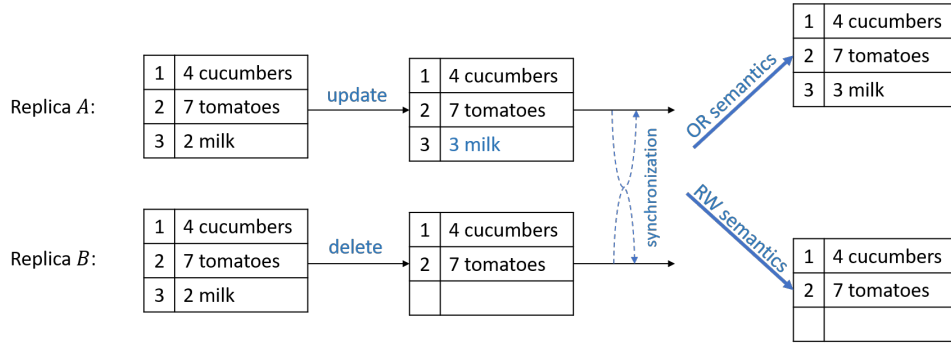 Replica A:
1 4 cucumbers
2 7 tomatoes
3 2 milk
update
1 4 cucumbers
2 7 tomatoes
3 3 milk
Replica B:
1 4 cucumbers
2 7 tomatoes
3 2 milk
delete
1 4 cucumbers
2 7 tomatoes
synchronization
OR semantics
1 4 cucumbers
2 7 tomatoes
3 3 milk
RW semantics
1 4 cucumbers
2 7 tomatoes